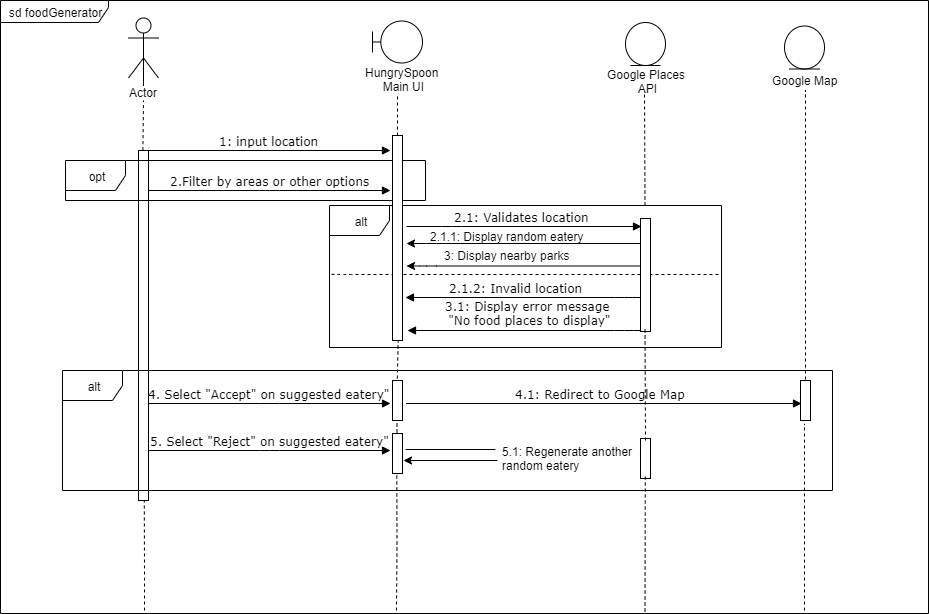 sd foodGenerator
Actor
HungrySpoon
Main UI
Google Places
API
Google Map
1: input location
opt
2.Filter by areas or other options
alt
2.1: Validates location
2.1.1: Display random eatery
3: Display nearby parks
2.1.2: Invalid location
3.1: Display error message
"No food places to display"
alt
4. Select "Accept" on suggested eatery"
4.1: Redirect to Google Map
5. Select "Reject" on suggested eatery"
5.1: Regenerate another
random eatery